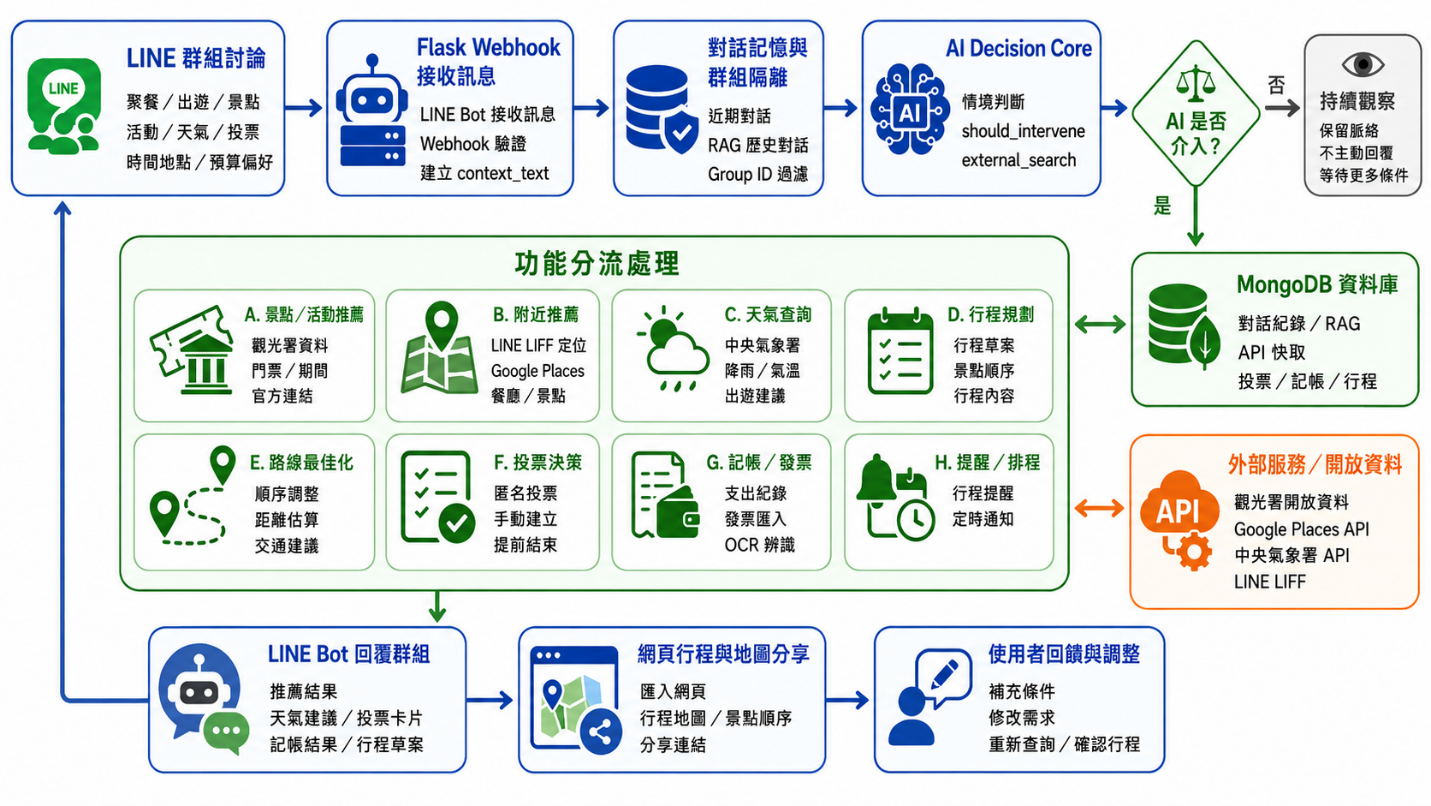 LINE
LINE 群組討論
聚餐／出遊／景點
活動／天氣／投票
時間地點／預算偏好
Flask Webhook
接收訊息
LINE Bot 接收訊息
Webhook 驗證
建立 context_text
對話記憶與
群組隔離
近期對話
RAG 歷史對話
Group ID 過濾
AI
AI Decision Core
情境判斷
should_intervene
external_search
AI 是否
介入？
否
是
持續觀察
保留脈絡
不主動回覆
等待更多條件
功能分流處理
A. 景點／活動推薦
觀光署資料
門票／期間
官方連結
B. 附近推薦
LINE LIFF 定位
Google Places
餐廳／景點
C. 天氣查詢
中央氣象署
降雨／氣溫
出遊建議
D. 行程規劃
行程草案
景點順序
行程內容
E. 路線最佳化
順序調整
距離估算
交通建議
F. 投票決策
匿名投票
手動建立
提前結束
G. 記帳／發票
支出紀錄
發票匯入
OCR 辨識
H. 提醒／排程
行程提醒
定時通知
MongoDB 資料庫
對話紀錄／RAG
API 快取
投票／記帳／行程
外部服務／開放資料
API
觀光署開放資料
Google Places API
中央氣象署 API
LINE LIFF
LINE Bot 回覆群組
推薦結果
天氣建議／投票卡片
記帳結果／行程草案
網頁行程與地圖分享
匯入網頁
行程地圖／景點順序
分享連結
使用者回饋與調整
補充條件
修改需求
重新查詢／確認行程